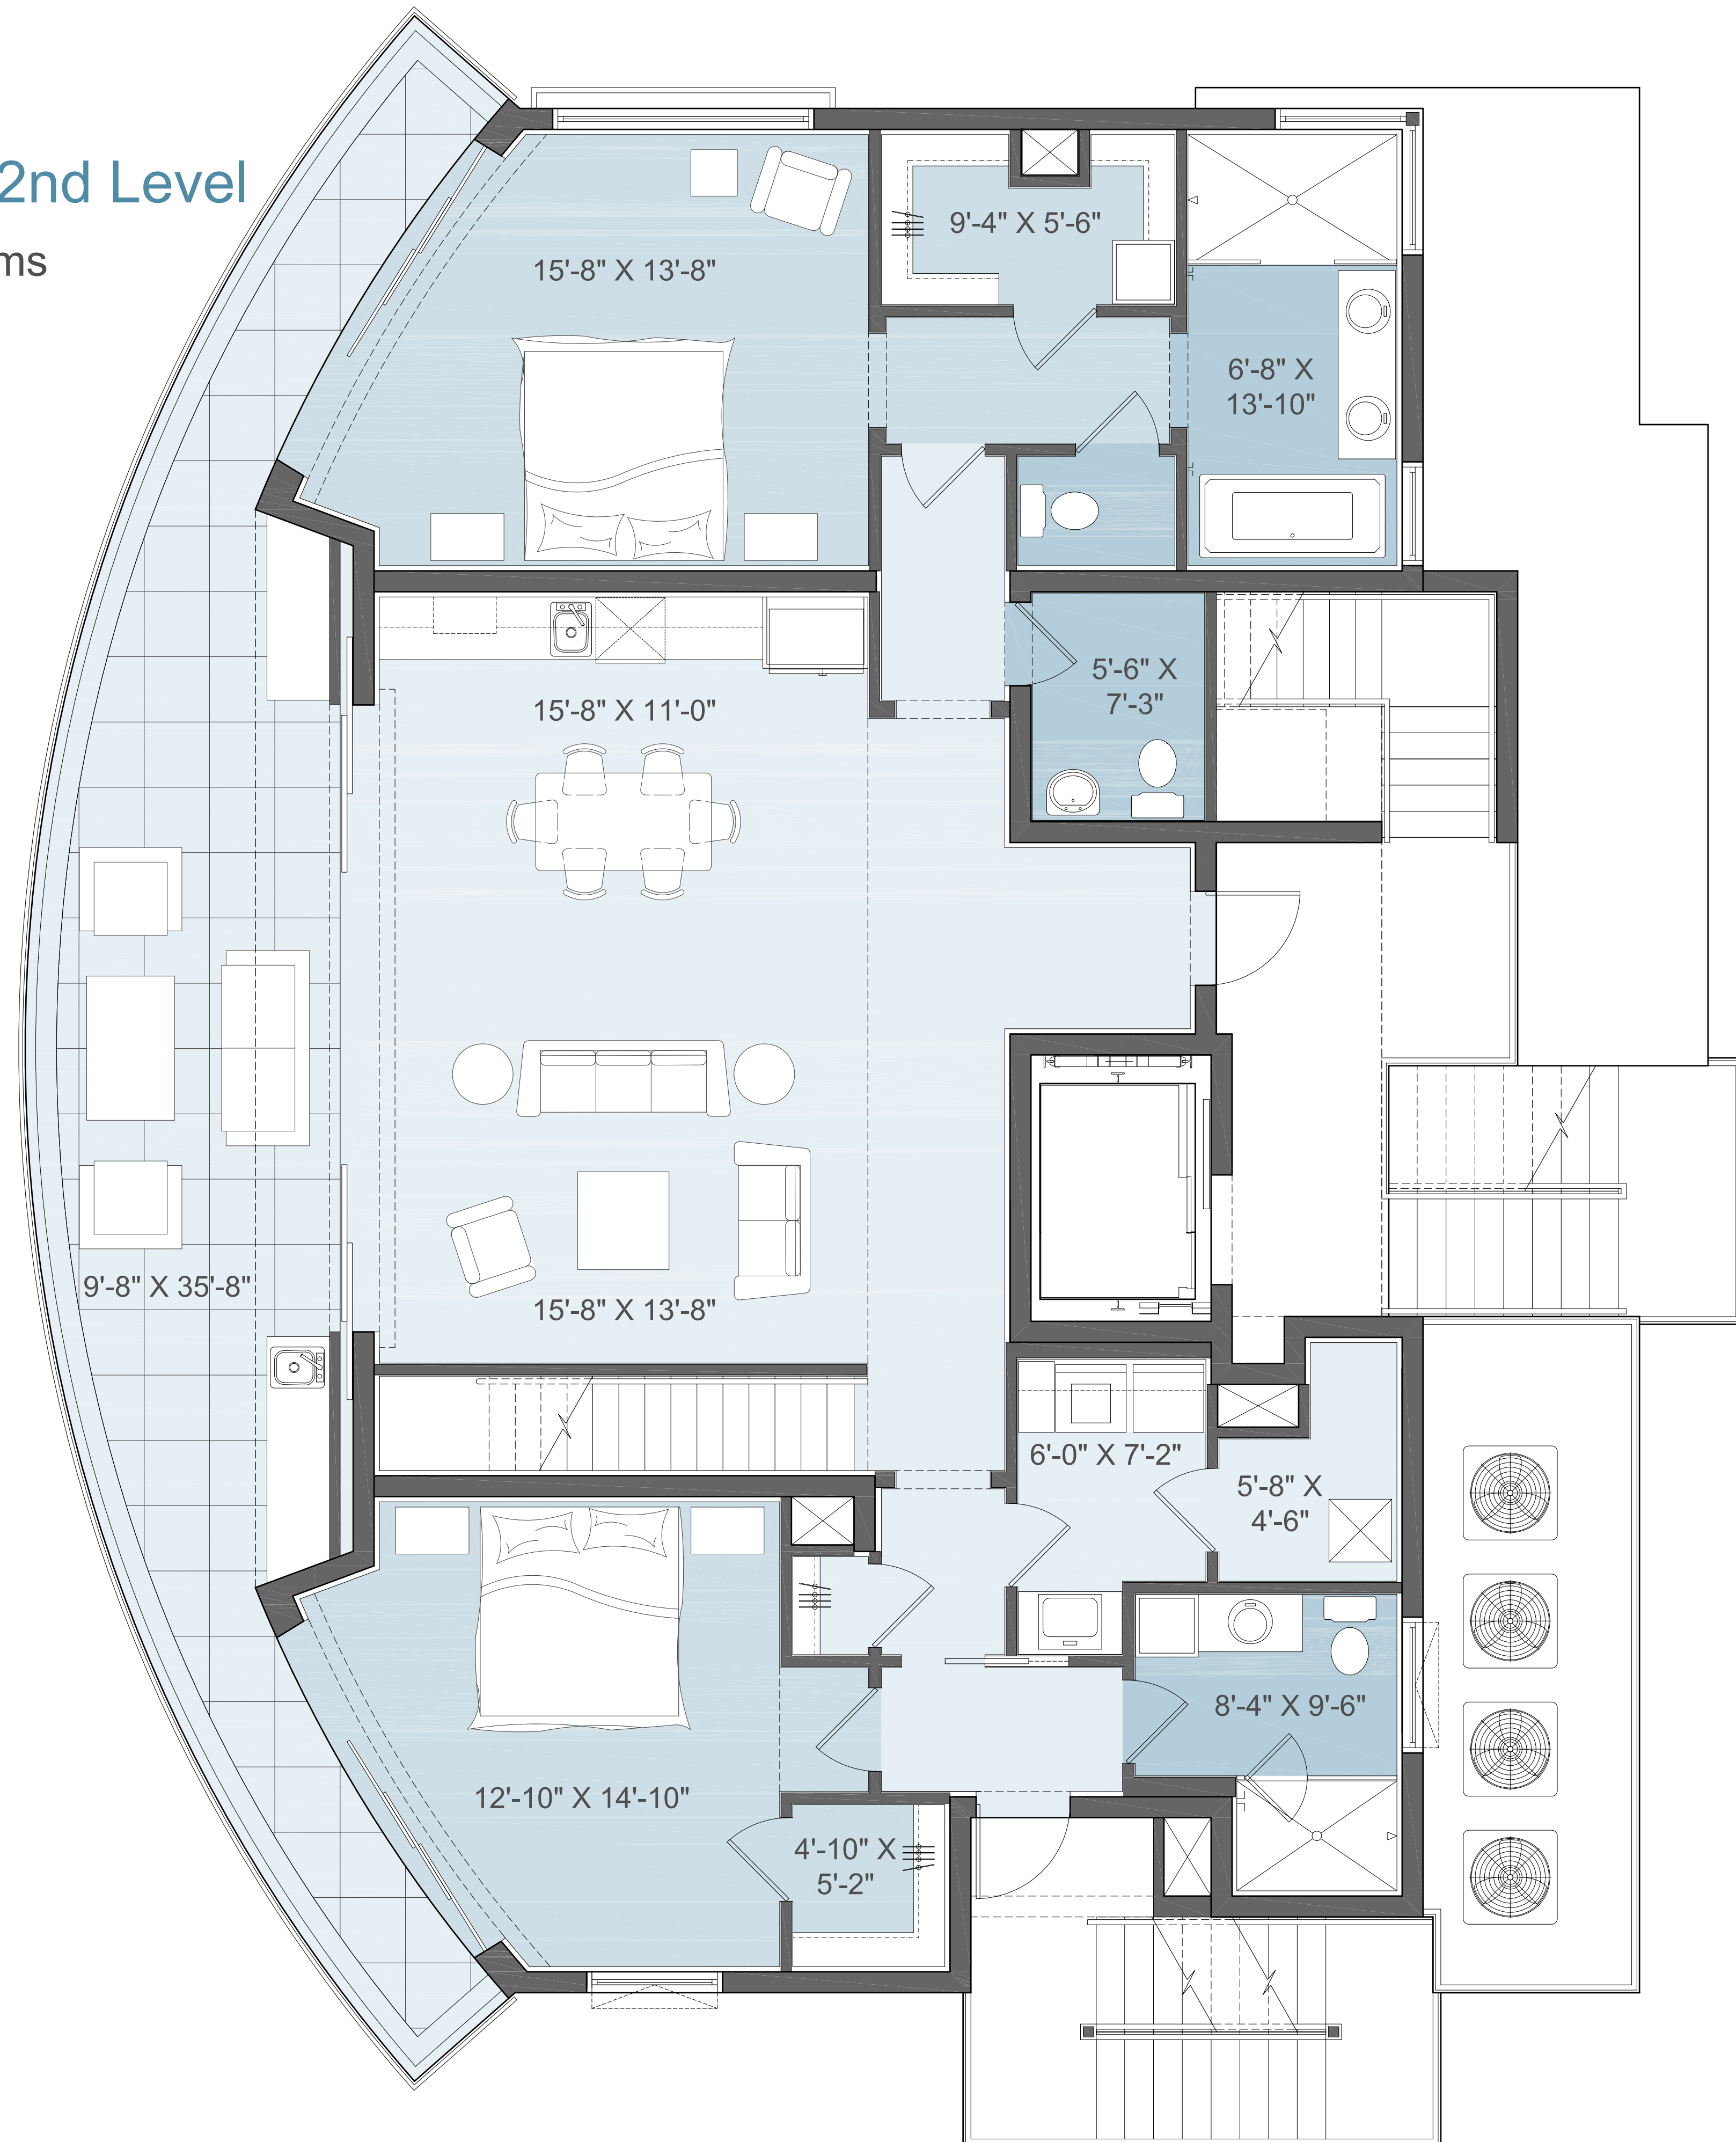 2nd Level
ms
9'-4" X 5'-6"
15'-8" X 13'-8"
6'-8" X
13'-10"
5'-6" X
7'-3"
15'-8" X 11'-0"
9'-8" X 35'-8"
15'-8" X 13'-8"
6'-0" X 7'-2"
5'-8" X
4'-6"
8'-4" X 9'-6"
12'-10" X 14'-10"
4'-10" X
5'-2"